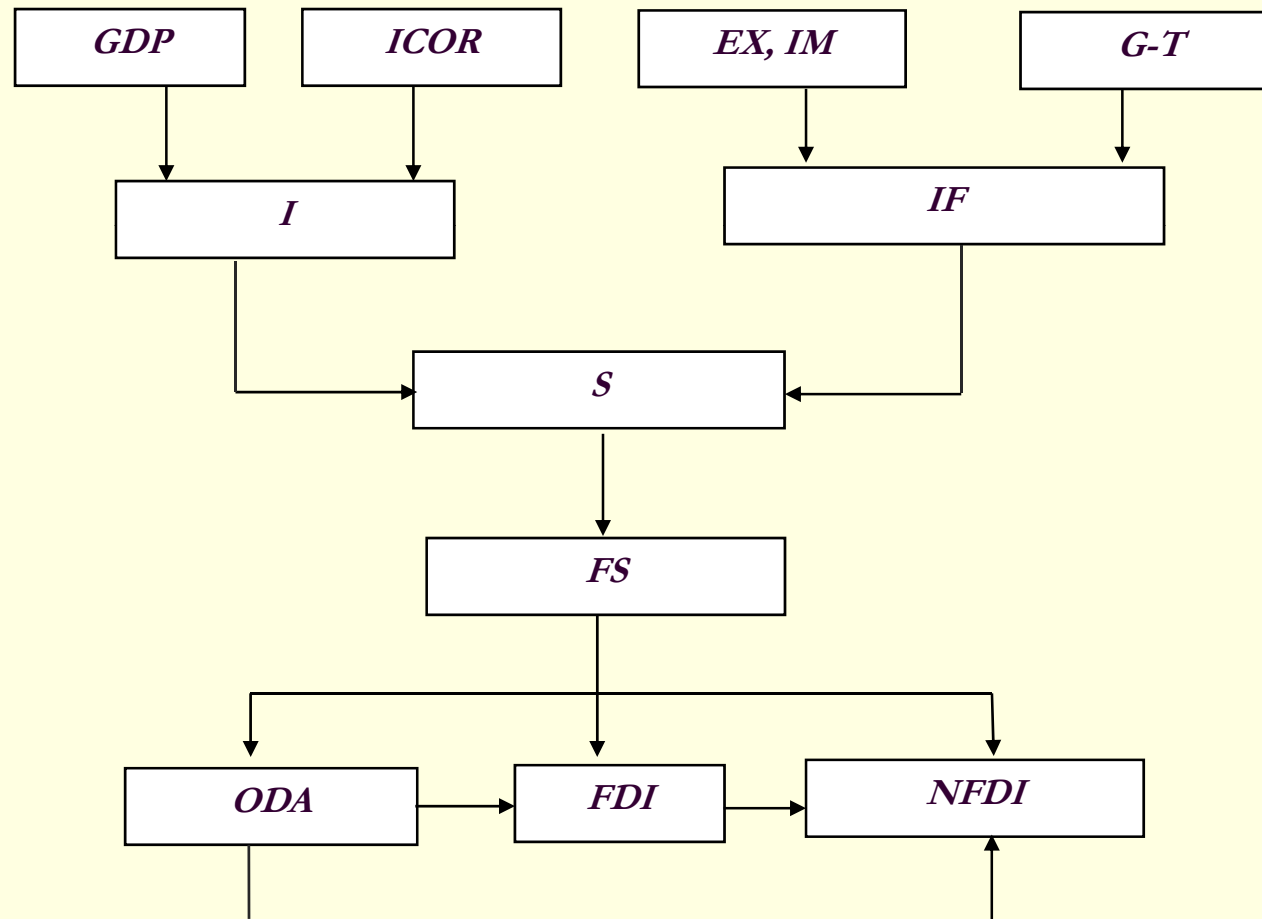 GDP
ICOR
EX, IM
G-T
I
IF
S
FS
ODA
FDI
NFDI